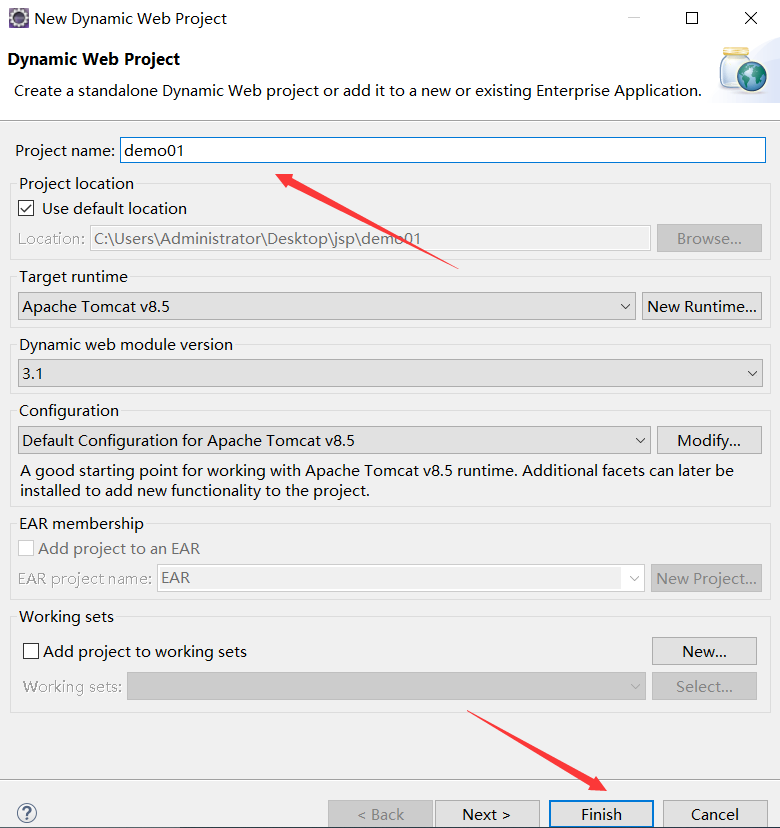 New Dynamic Web Project
Dynamic Web Project
Create a standalone Dynamic Web project or add it to a new or existing Enterprise Application.
Project name: demo01
Project location
Use default location
Location: C:\Users\Administrator\Desktop\jsp\demo01 Browse...
Target runtime
Apache Tomcat v8.5 New Runtime...
Dynamic web module version
3.1
Configuration
Default Configuration for Apache Tomcat v8.5 Modify...
A good starting point for working with Apache Tomcat v8.5 runtime. Additional facets can later be
installed to add new functionality to the project.
EAR membership
Add project to an EAR
EAR project name: EAR New Project...
Working sets
Add project to working sets New...
Working sets: Select...
? < Back Next > Finish Cancel